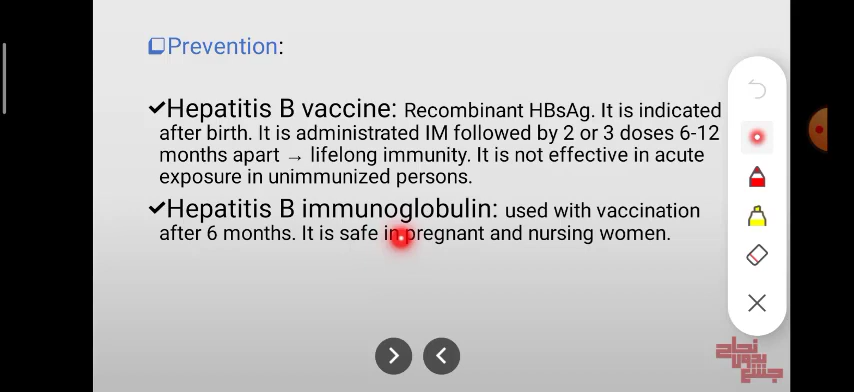 Prevention:
Hepatitis B vaccine: Recombinant HBsAg. It is indicated
after birth. It is administrated IM followed by 2 or 3 doses 6-12
months apart → lifelong immunity. It is not effective in acute
exposure in unimmunized persons.
Hepatitis B immunoglobulin: used with vaccination
after 6 months. It is safe in pregnant and nursing women.
نجاح
بدون